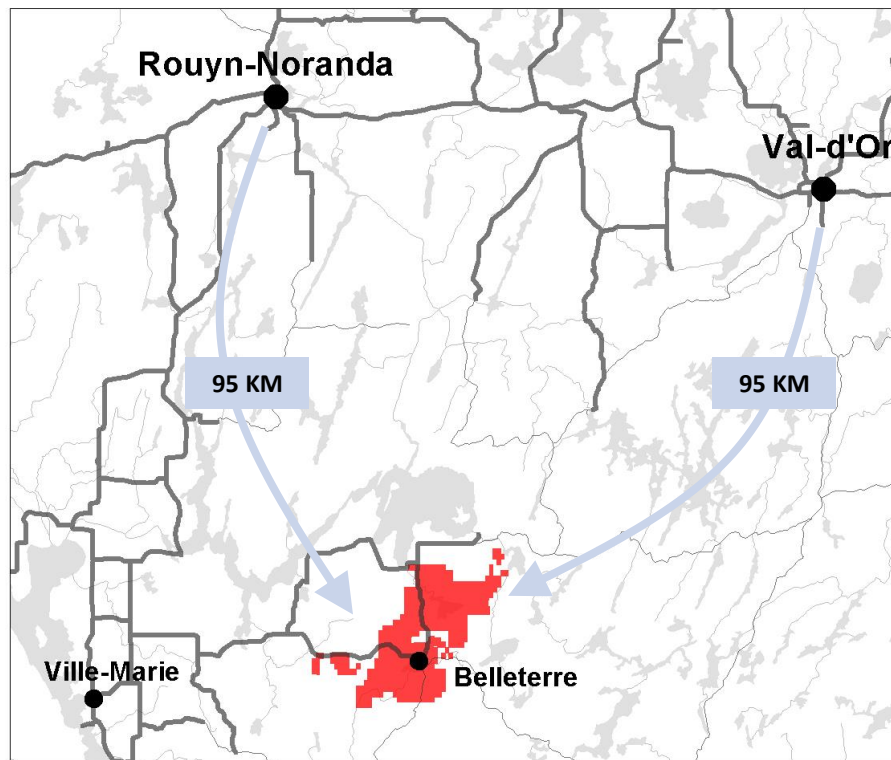 Rouyn-Noranda
Val-d'Or
95 KM
95 KM
Ville-Marie
Belleterre